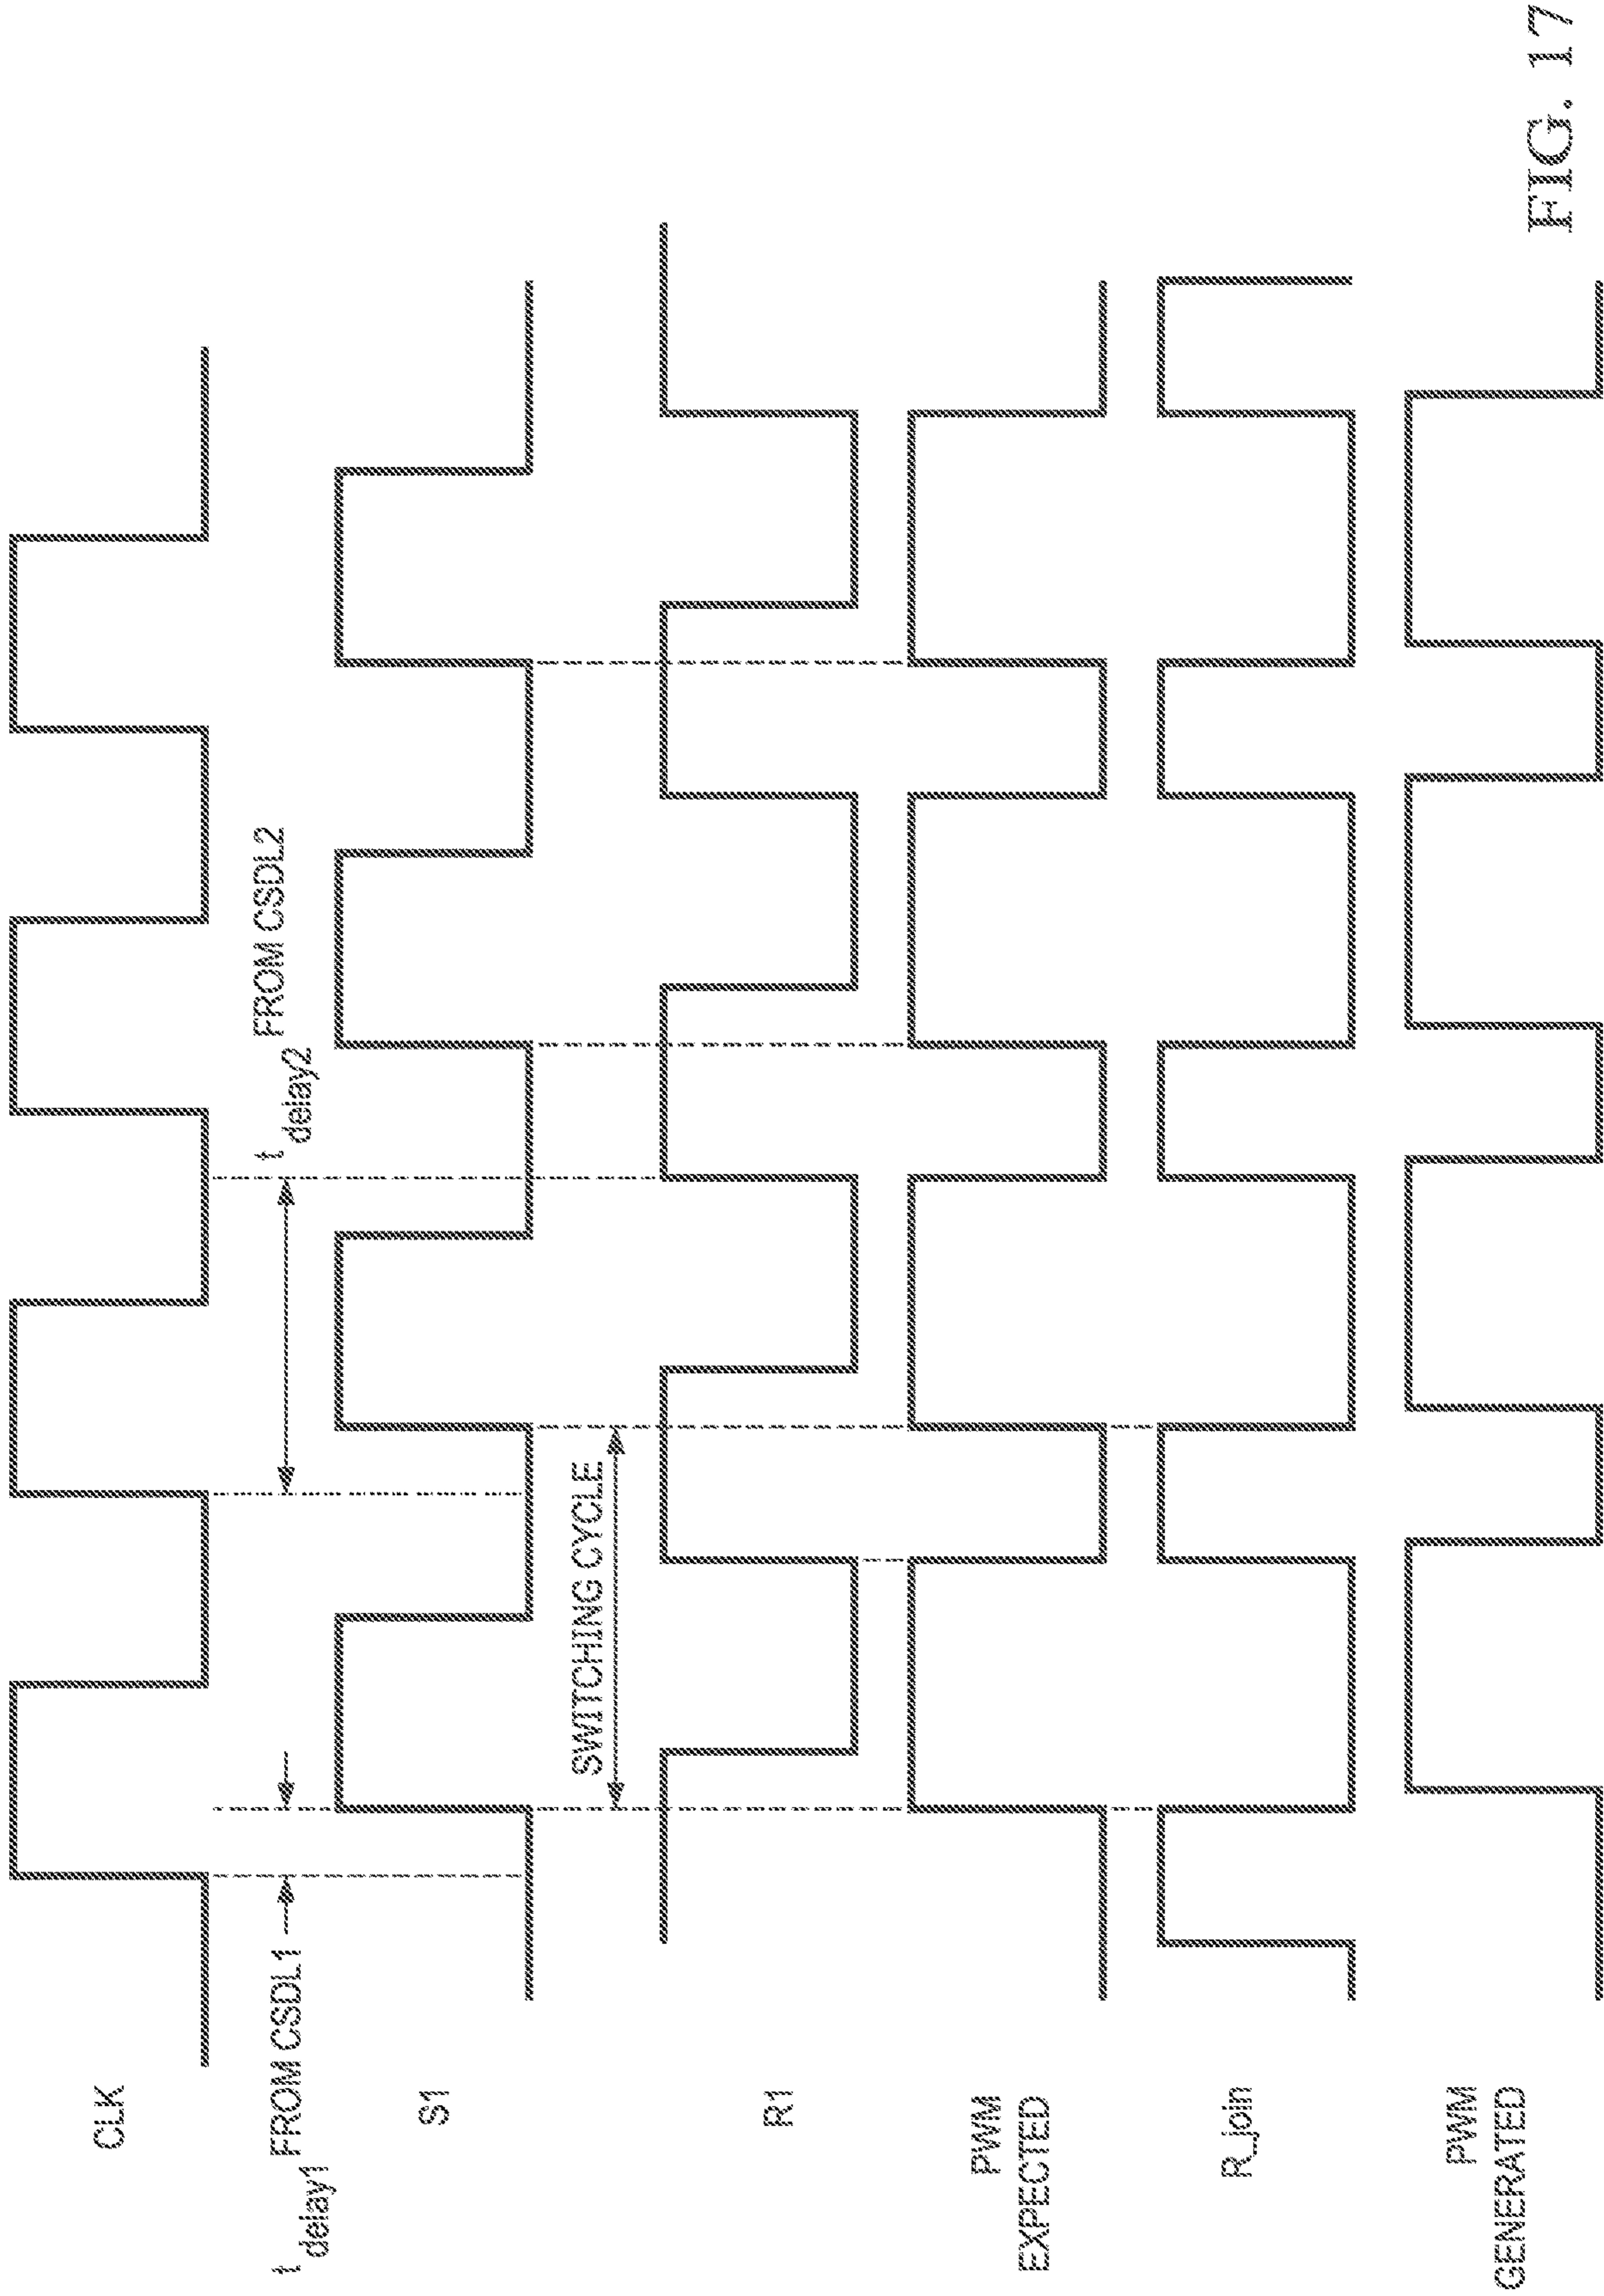 CLK
t delay1 FROM CSDL1
t delay2 FROM CSDL2
S1
SWITCHING CYCLE
R1
PWM
EXPECTED
R_join
PWM
GENERATED
FIG. 17